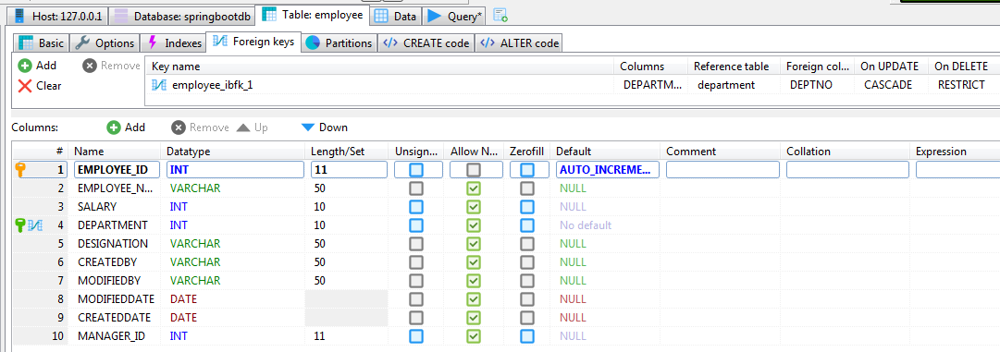 Host: 127.0.0.1 Database: springbootdb Table: employee Data Query*
Basic Options Indexes Foreign keys Partitions CREATE code ALTER code
Add Remove Key name Columns Reference table Foreign col... On UPDATE On DELETE
Clear employee_ibfk_1 DEPARTM... department DEPTNO CASCADE RESTRICT
Columns: Add Remove Up Down
# Name Datatype Length/Set Unsign... Allow N... Zerofill Default Comment Collation Expression
1 EMPLOYEE_ID INT 11 AUTO_INCREME...
2 EMPLOYEE_N... VARCHAR 50 NULL
3 SALARY INT 10 NULL
4 DEPARTMENT INT 10 No default
5 DESIGNATION VARCHAR 50 NULL
6 CREATEDBY VARCHAR 50 NULL
7 MODIFIEDBY VARCHAR 50 NULL
8 MODIFIEDDATE DATE NULL
9 CREATEDDATE DATE NULL
10 MANAGER_ID INT 11 NULL